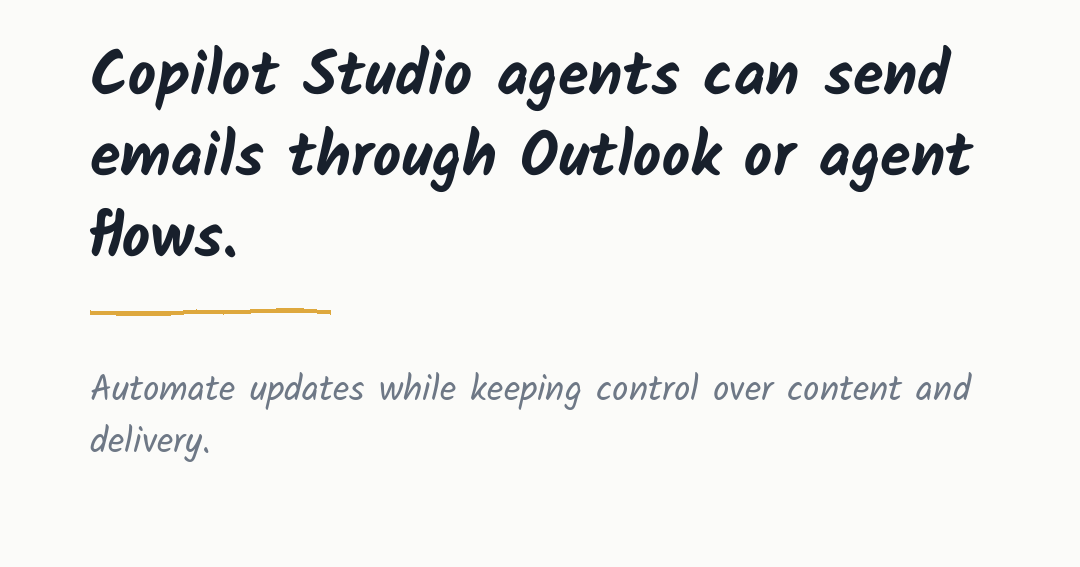 Copilot Studio agents can send
emails through Outlook or agent
flows.
Automate updates while keeping control over content and
delivery.